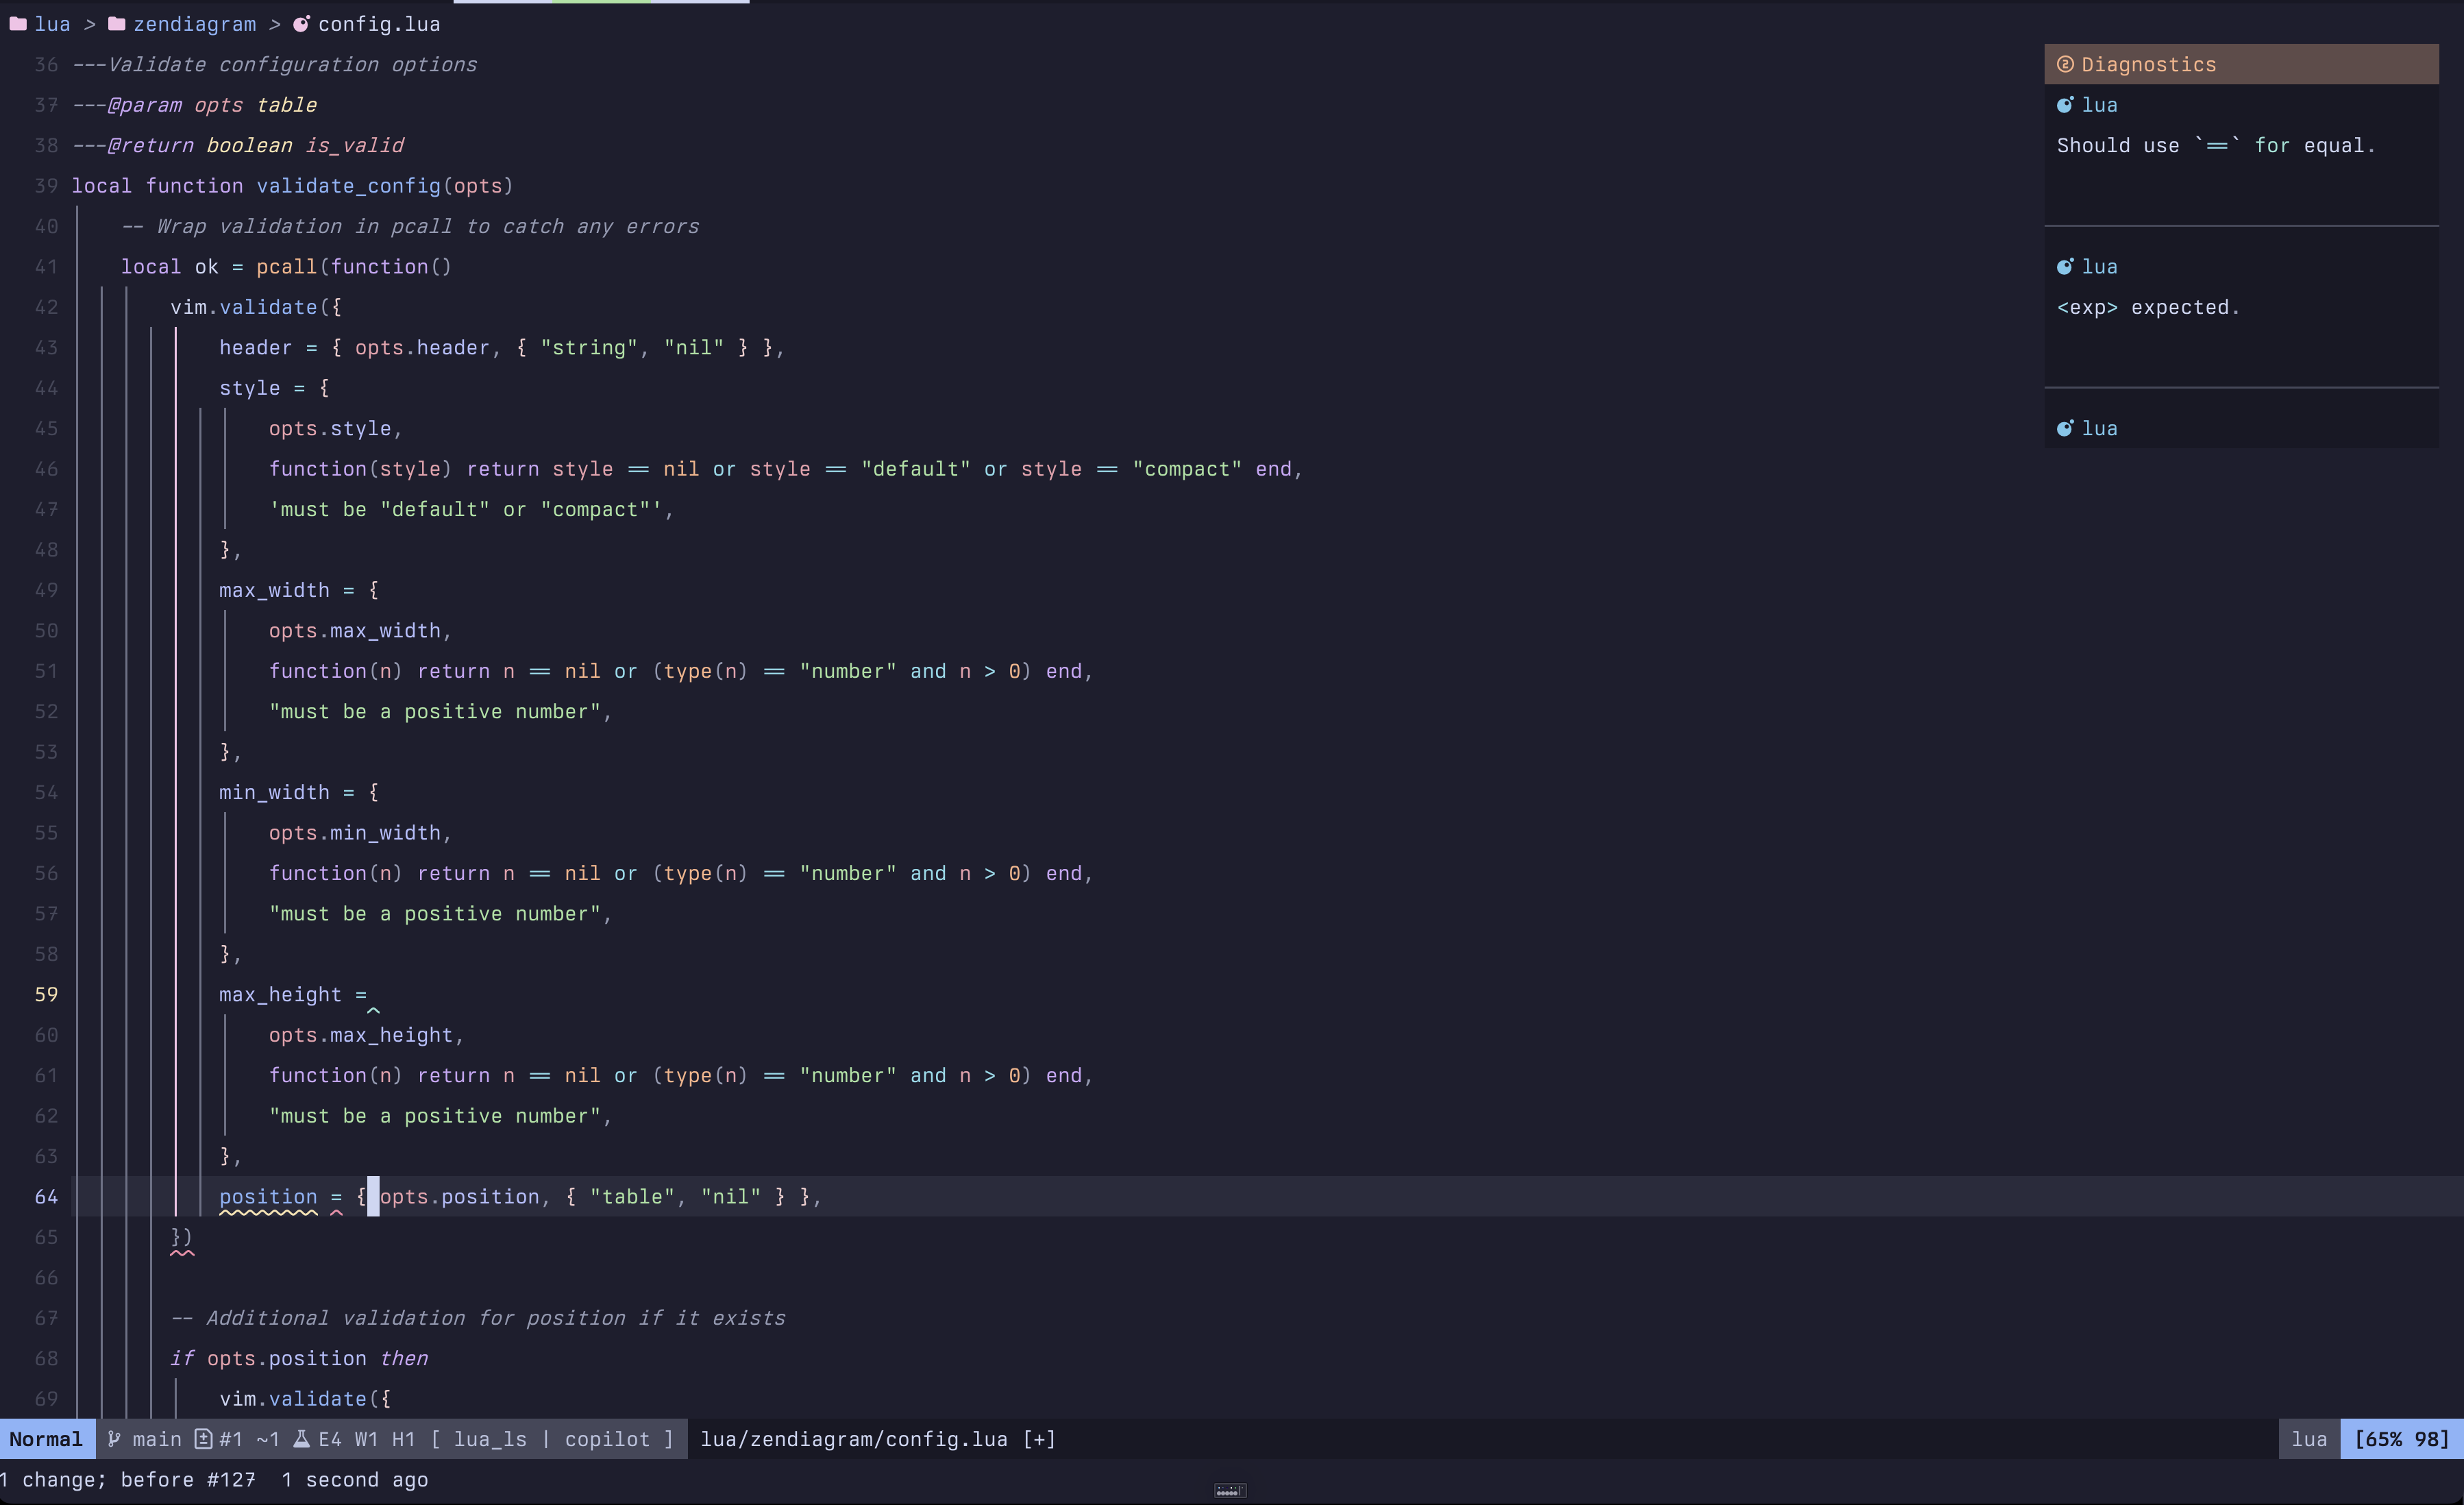 lua > zendiagram > config.lua
36 ---Validate configuration options
37 ---@param opts table
38 ---@return boolean is_valid
39 local function validate_config(opts)
40 -- Wrap validation in pcall to catch any errors
41 local ok = pcall(function()
42 vim.validate({
43 header = { opts.header, { "string", "nil" } },
44 style = {
45 opts.style,
46 function(style) return style == nil or style == "default" or style == "compact" end,
47 'must be "default" or "compact"',
48 },
49 max_width = {
50 opts.max_width,
51 function(n) return n == nil or (type(n) == "number" and n > 0) end,
52 "must be a positive number",
53 },
54 min_width = {
55 opts.min_width,
56 function(n) return n == nil or (type(n) == "number" and n > 0) end,
57 "must be a positive number",
58 },
59 max_height =
60 opts.max_height,
61 function(n) return n == nil or (type(n) == "number" and n > 0) end,
62 "must be a positive number",
63 },
64 position = { opts.position, { "table", "nil" } },
65 })
66
67 -- Additional validation for position if it exists
68 if opts.position then
69 vim.validate({
Diagnostics
lua
Should use `==` for equal.
lua
<exp> expected.
lua
Normal main #1 ~1 E4 W1 H1 [ lua_ls | copilot ] lua/zendiagram/config.lua [+] lua [65% 98]
1 change; before #127 1 second ago